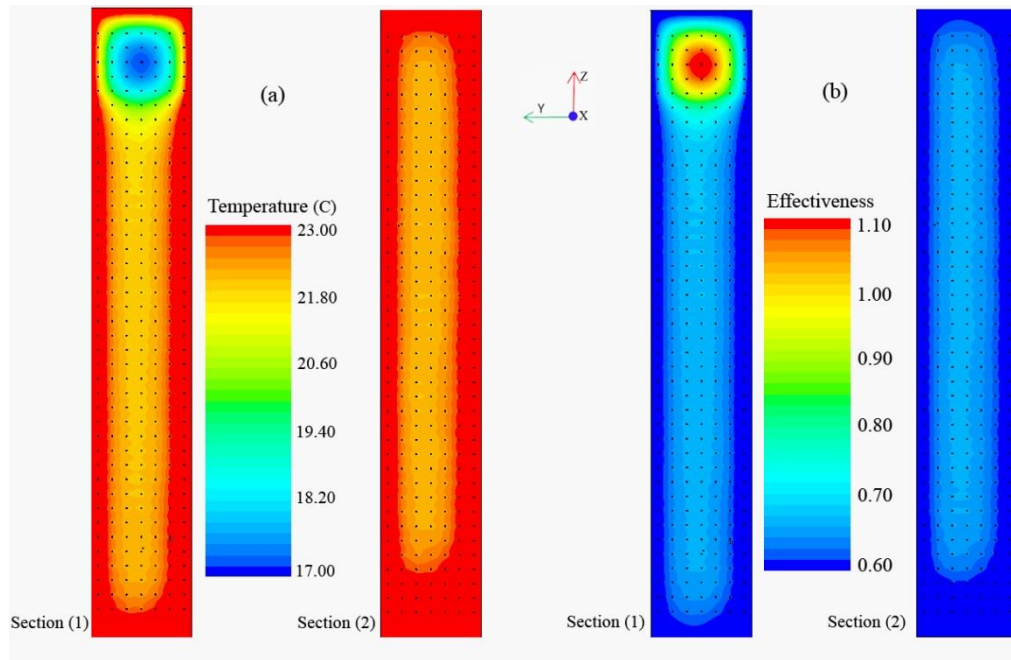 (a)
Temperature (C)
23.00
21.80
20.60
19.40
18.20
17.00
Section (1)
Section (2)
Z
Y
X
(b)
Effectiveness
1.10
1.00
0.90
0.80
0.70
0.60
Section (1)
Section (2)